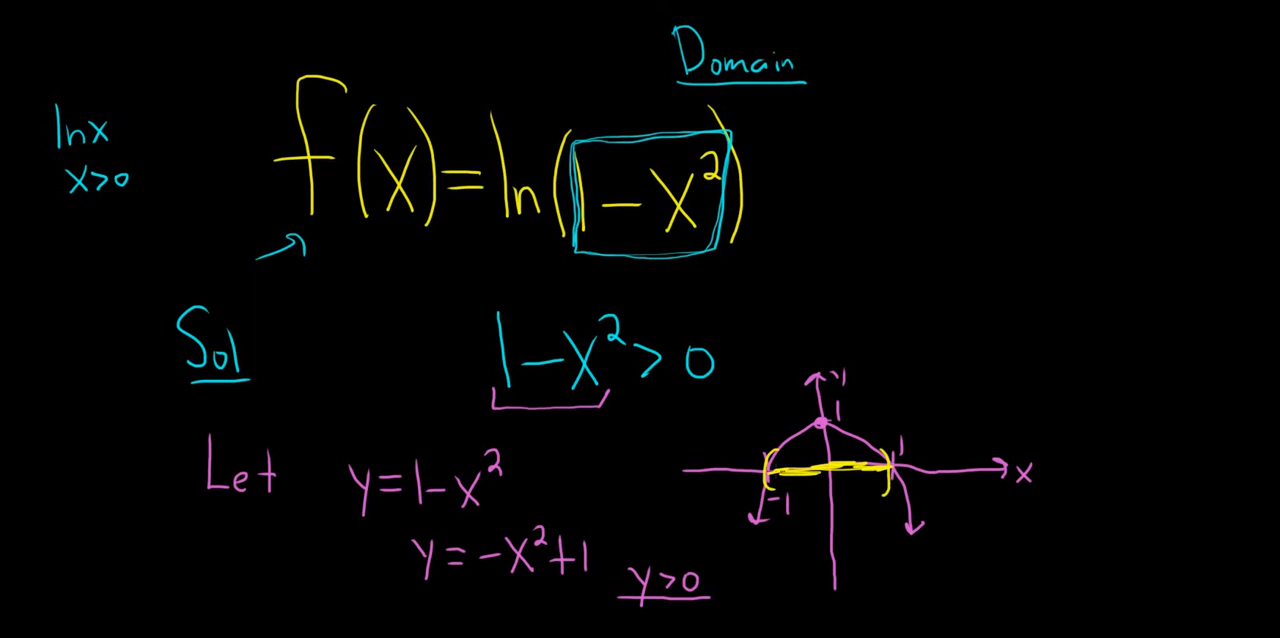 Domain
ln x
x>0
f(x)=ln(1-x²)
Sol
1-x²>0
Let y=1-x²
y=-x²+1
y>0
y
1
1
-1
x